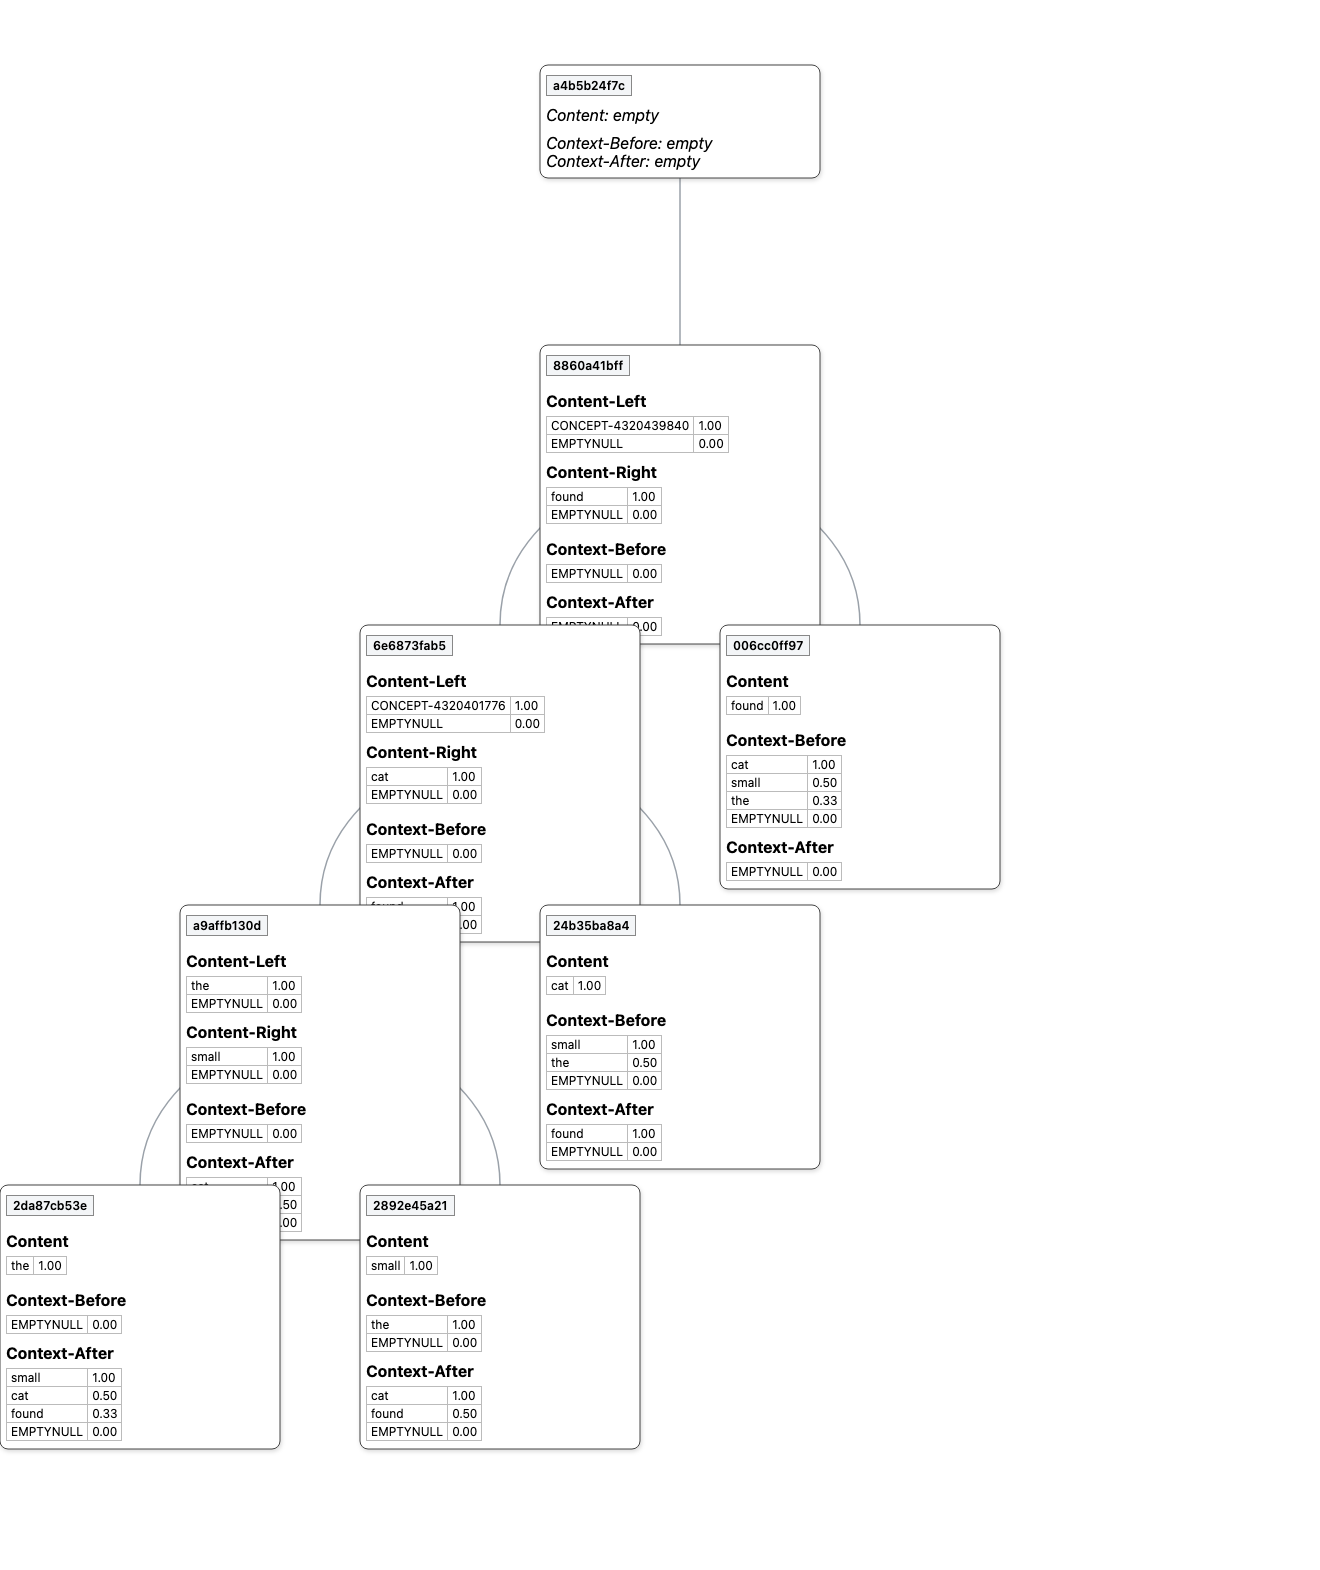 a4b5b24f7c
Content: empty
Context-Before: empty
Context-After: empty
8860a41bff
Content-Left
CONCEPT-4320439840 1.00
EMPTYNULL 0.00
Content-Right
found 1.00
EMPTYNULL 0.00
Context-Before
EMPTYNULL 0.00
Context-After
EMPTYNULL 0.00
6e6873fab5
Content-Left
CONCEPT-4320401776 1.00
EMPTYNULL 0.00
Content-Right
cat 1.00
EMPTYNULL 0.00
Context-Before
EMPTYNULL 0.00
Context-After
found 1.00
.00
006cc0ff97
Content
found 1.00
Context-Before
cat 1.00
small 0.50
the 0.33
EMPTYNULL 0.00
Context-After
EMPTYNULL 0.00
a9affb130d
Content-Left
the 1.00
EMPTYNULL 0.00
Content-Right
small 1.00
EMPTYNULL 0.00
Context-Before
EMPTYNULL 0.00
Context-After
cat 1.00
.50
.00
24b35ba8a4
Content
cat 1.00
Context-Before
small 1.00
the 0.50
EMPTYNULL 0.00
Context-After
found 1.00
EMPTYNULL 0.00
2da87cb53e
Content
the 1.00
Context-Before
EMPTYNULL 0.00
Context-After
small 1.00
cat 0.50
found 0.33
EMPTYNULL 0.00
2892e45a21
Content
small 1.00
Context-Before
the 1.00
EMPTYNULL 0.00
Context-After
cat 1.00
found 0.50
EMPTYNULL 0.00